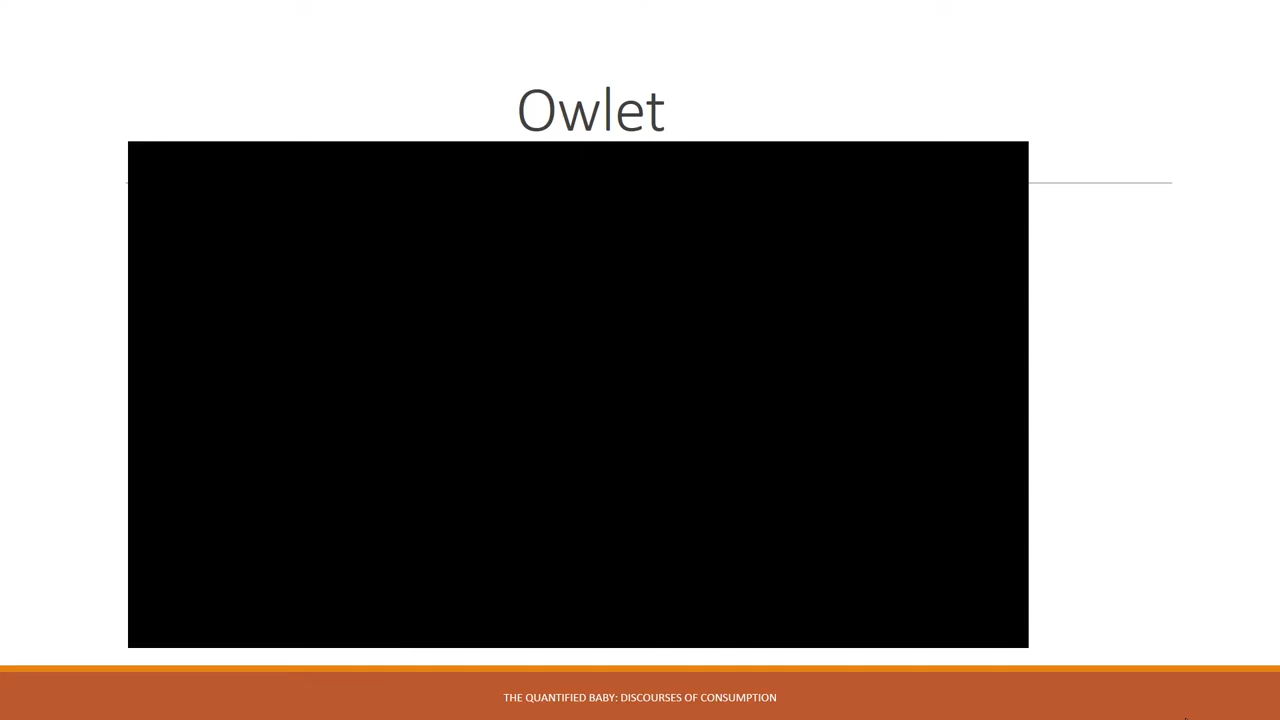 Owlet
THE QUANTIFIED BABY: DISCOURSES OF CONSUMPTION